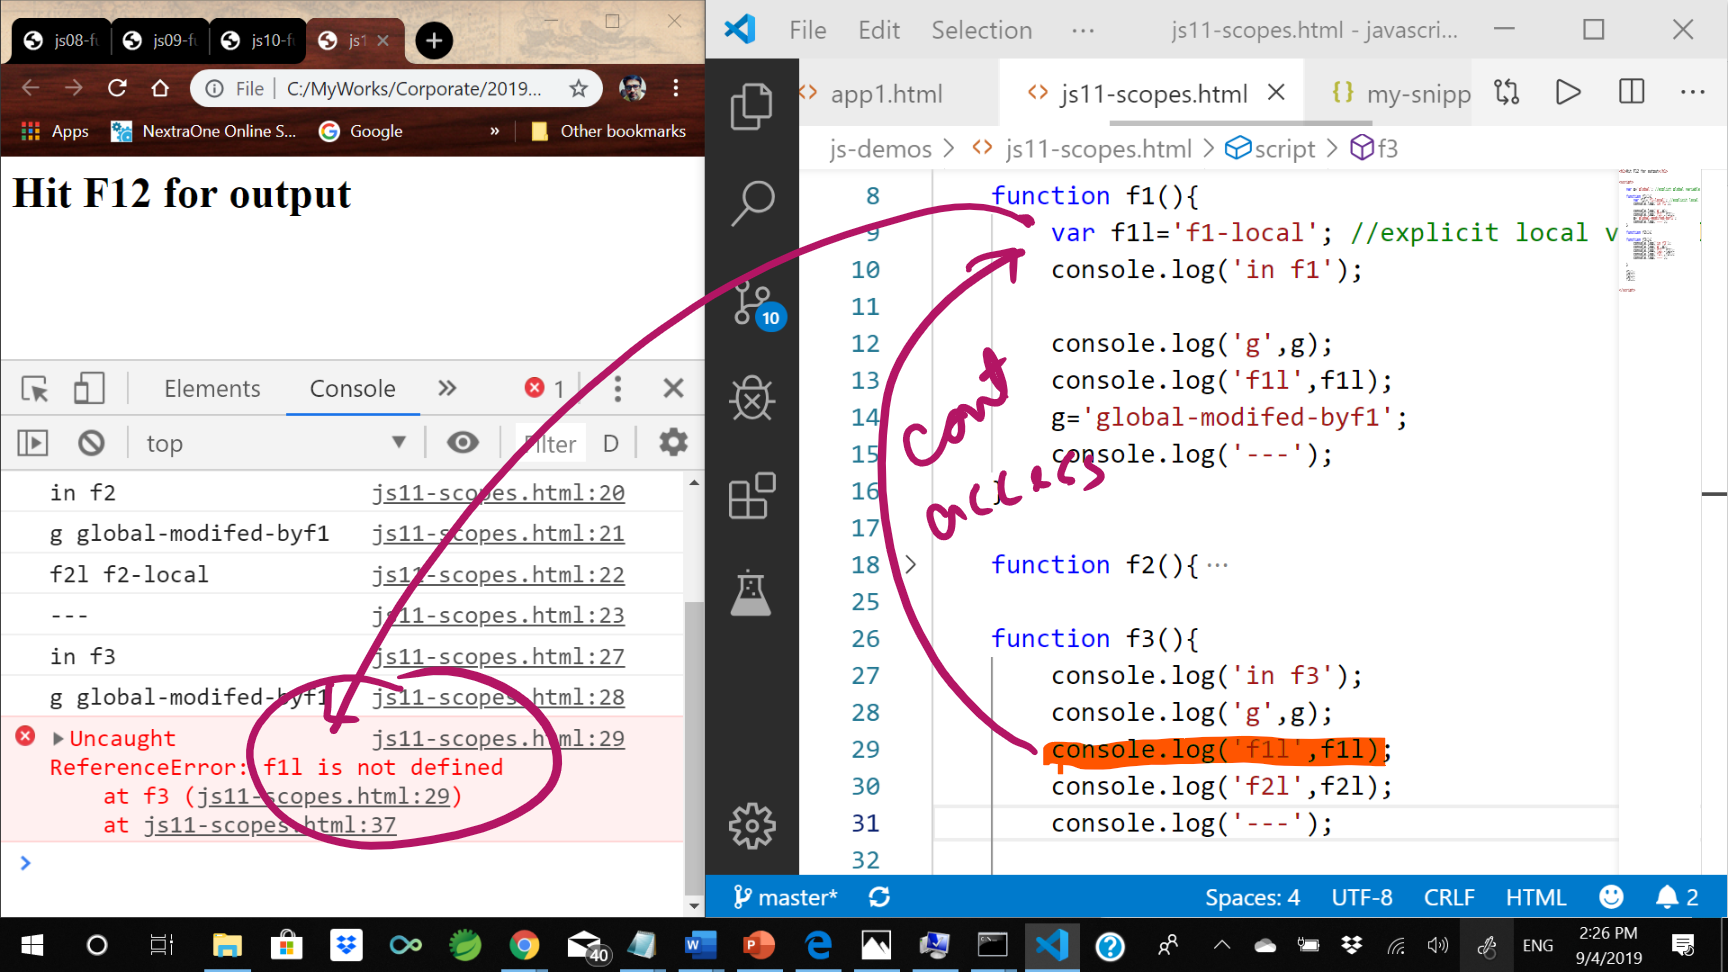 js08-f
js09-f
js10-f
js1
File
C:/MyWorks/Corporate/2019...
Apps
NextraOne Online S...
Google
»
Other bookmarks
Hit F12 for output
Elements
Console
1
top
Filter
D
in f2 js11-scopes.html:20
g global-modifed-byf1 js11-scopes.html:21
f2l f2-local js11-scopes.html:22
--- js11-scopes.html:23
in f3 js11-scopes.html:27
g global-modifed-byf1 js11-scopes.html:28
Uncaught js11-scopes.html:29
ReferenceError: f1l is not defined
at f3 (js11-scopes.html:29)
at js11-scopes.html:37
File Edit Selection ···
js11-scopes.html - javascri...
app1.html
js11-scopes.html
my-snipp
js-demos > js11-scopes.html > script > f3
10
8 function f1(){
9 var f1l='f1-local'; //explicit local v
10 console.log('in f1');
11
12 console.log('g',g);
13 console.log('f1l',f1l);
14 g='global-modifed-byf1';
15 console.log('---');
16 }
17
18 function f2(){ ···
25
26 function f3(){
27 console.log('in f3');
28 console.log('g',g);
29 console.log('f1l',f1l);
30 console.log('f2l',f2l);
31 console.log('---');
32
cant
access
master*
Spaces: 4
UTF-8
CRLF
HTML
2
40
ENG
2:26 PM
9/4/2019